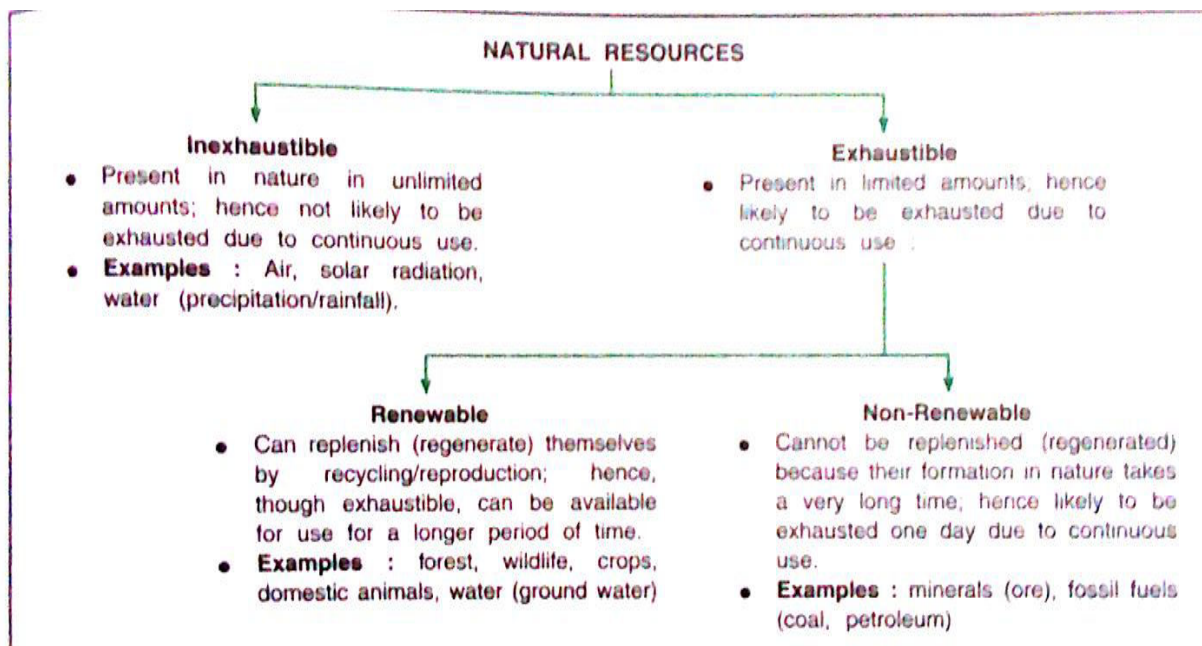 NATURAL RESOURCES
Inexhaustible
• Present in nature in unlimited
amounts; hence not likely to be
exhausted due to continuous use.
• Examples : Air, solar radiation,
water (precipitation/rainfall).
Exhaustible
• Present in limited amounts; hence
likely to be exhausted due to
continuous use :
Renewable
• Can replenish (regenerate) themselves
by recycling/reproduction; hence,
though exhaustible, can be available
for use for a longer period of time.
• Examples : forest, wildlife, crops,
domestic animals, water (ground water)
Non-Renewable
• Cannot be replenished (regenerated)
because their formation in nature takes
a very long time; hence likely to be
exhausted one day due to continuous
use.
• Examples : minerals (ore), fossil fuels
(coal, petroleum)